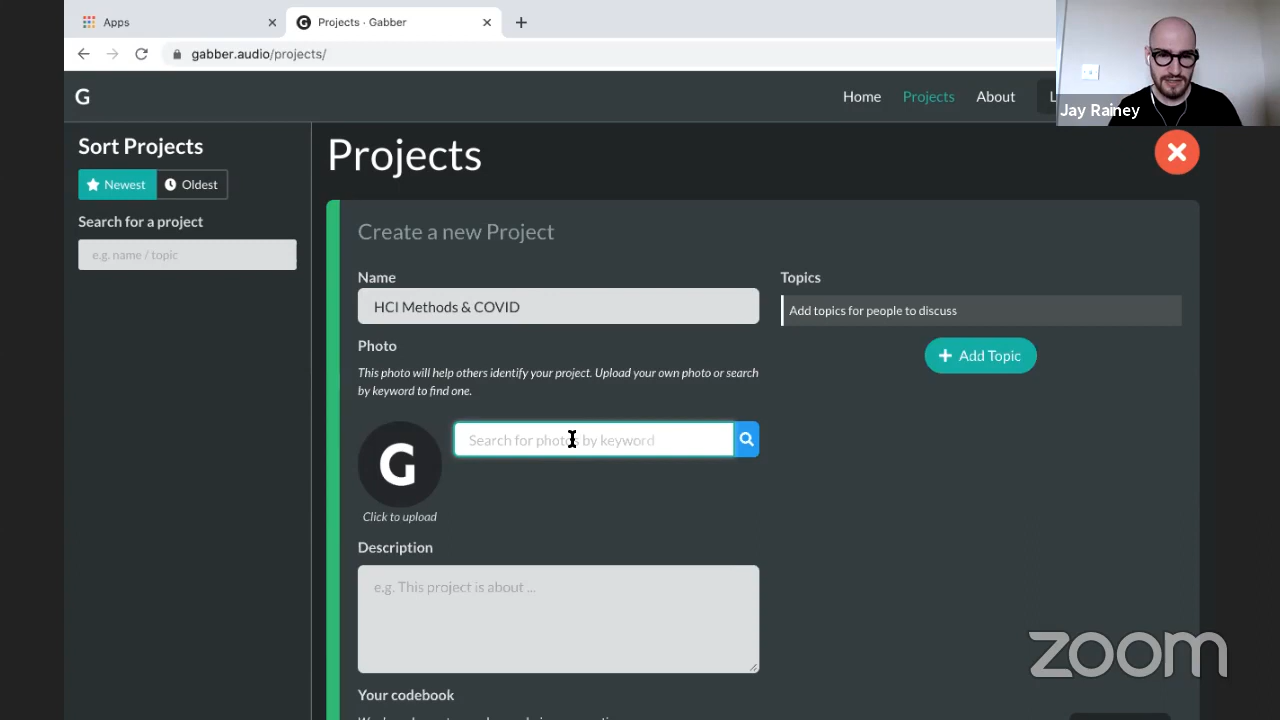 Apps
Projects · Gabber
gabber.audio/projects/
G
Home
Projects
About
L
Jay Rainey
Sort Projects
Newest
Oldest
Search for a project
e.g. name / topic
Projects
Create a new Project
Name
HCI Methods & COVID
Topics
Add topics for people to discuss
Add Topic
Photo
This photo will help others identify your project. Upload your own photo or search
by keyword to find one.
G
Search for photos by keyword
Click to upload
Description
e.g. This project is about ...
Your codebook
zoom